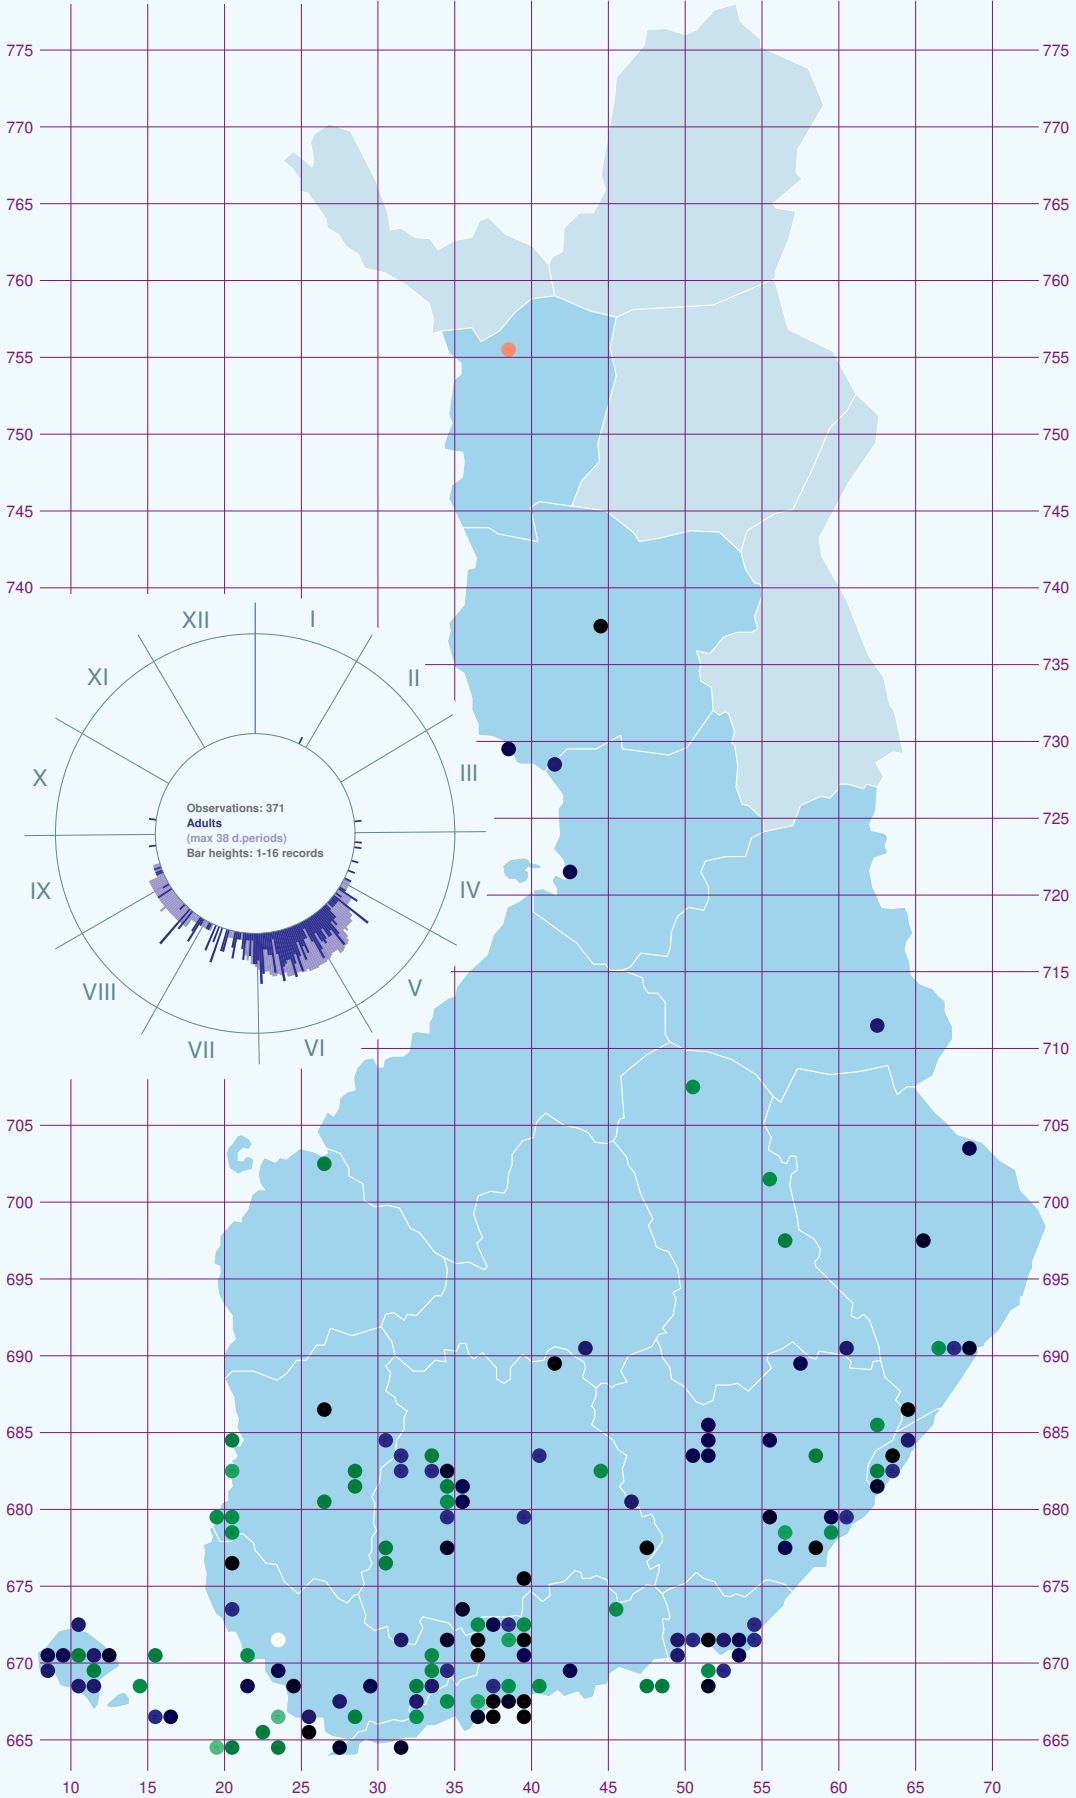 775 775
770 770
765 765
760 760
755 755
750 750
745 745
740 740
XII I
XI II
735 735
730 730
X III
Observations: 371
Adults
(max 38 d.periods)
Bar heights: 1-16 records
725 725
IX IV
720 720
VIII V
715 715
VII VI
710 710
705 705
700 700
695 695
690 690
685 685
680 680
675 675
670 670
665 665
10 15 20 25 30 35 40 45 50 55 60 65 70